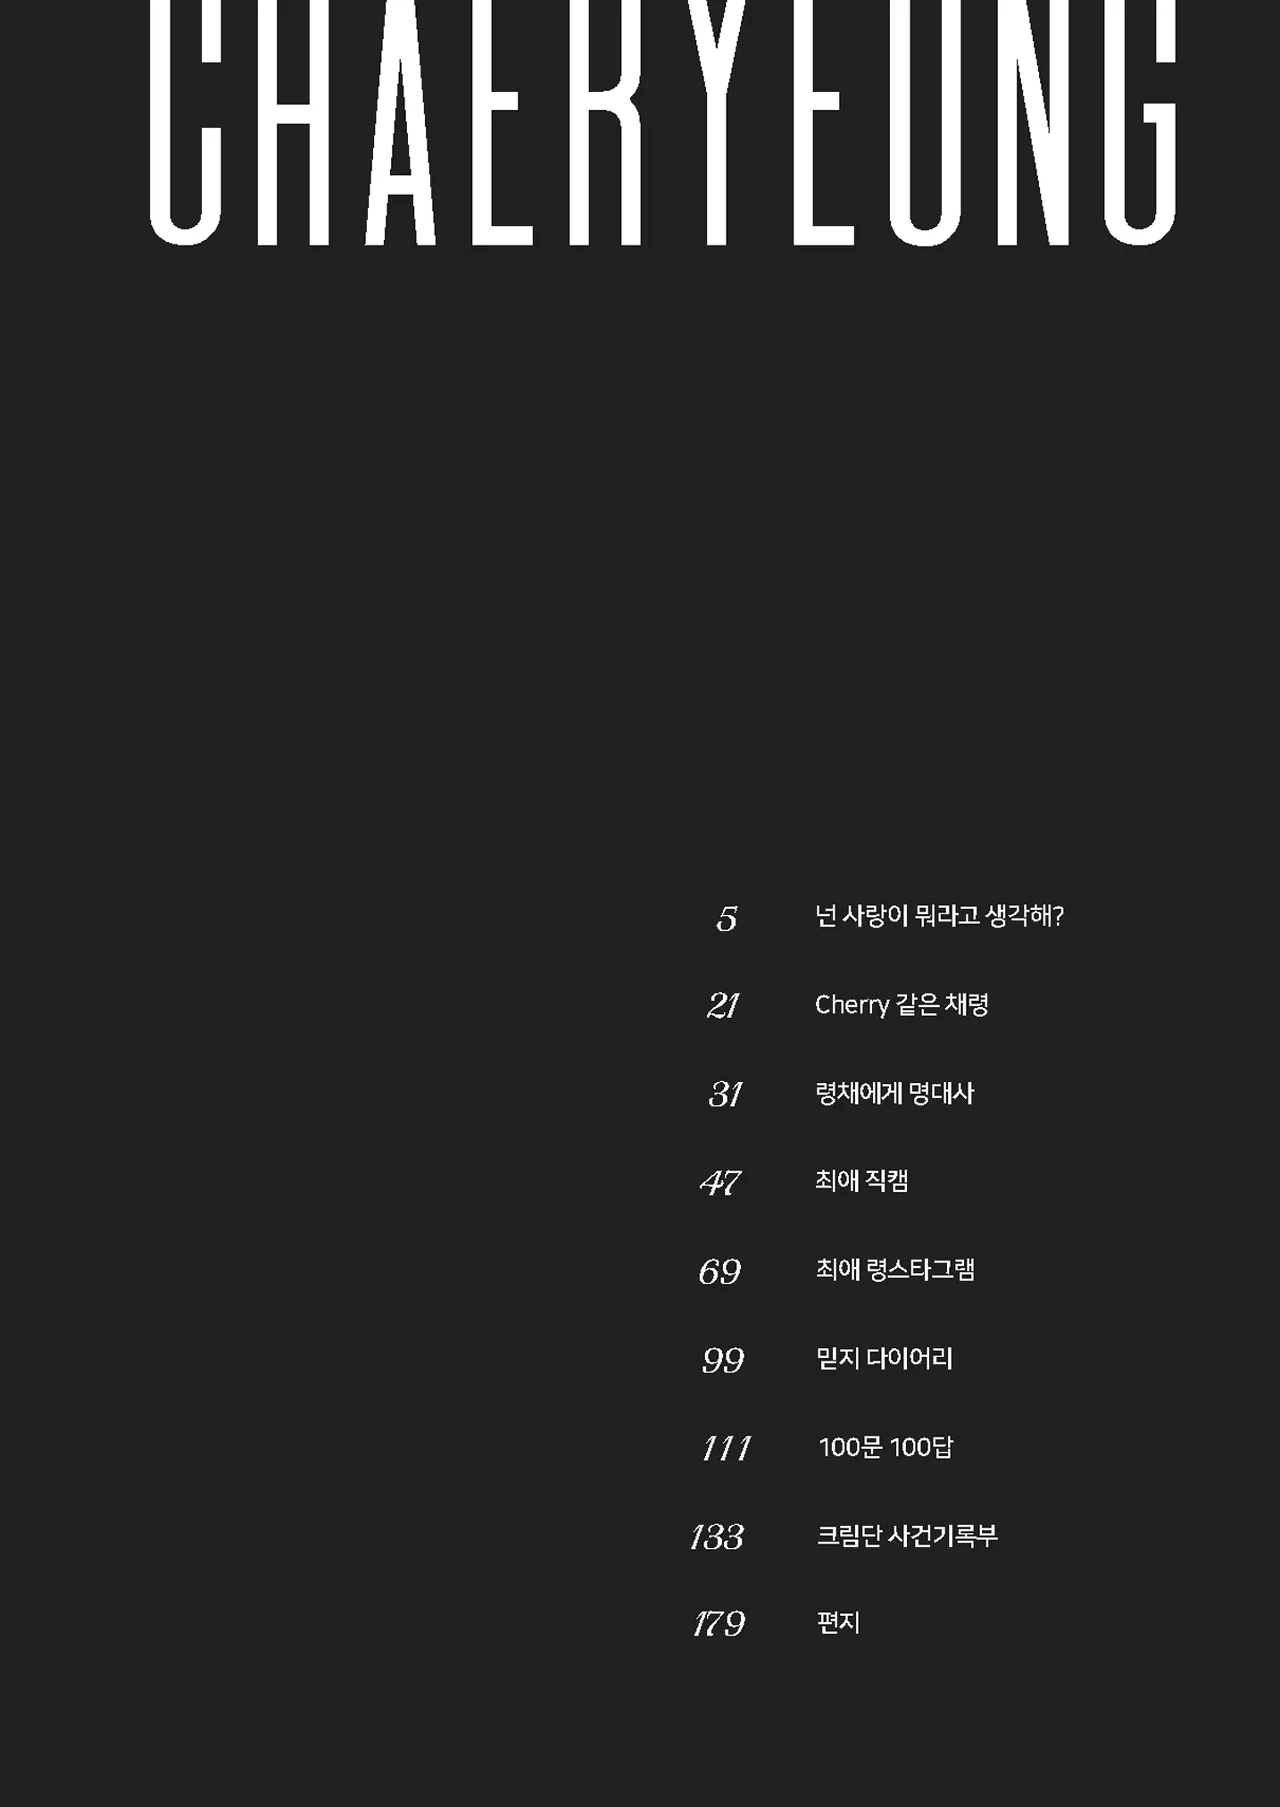 CHAERYEUNG
5 넌 사랑이 뭐라고 생각해?
21 Cherry 같은 채령
31 령채에게 명대사
47 최애 직캠
69 최애 령스타그램
99 믿지 다이어리
111 100문 100답
133 크림단 사건기록부
179 편지